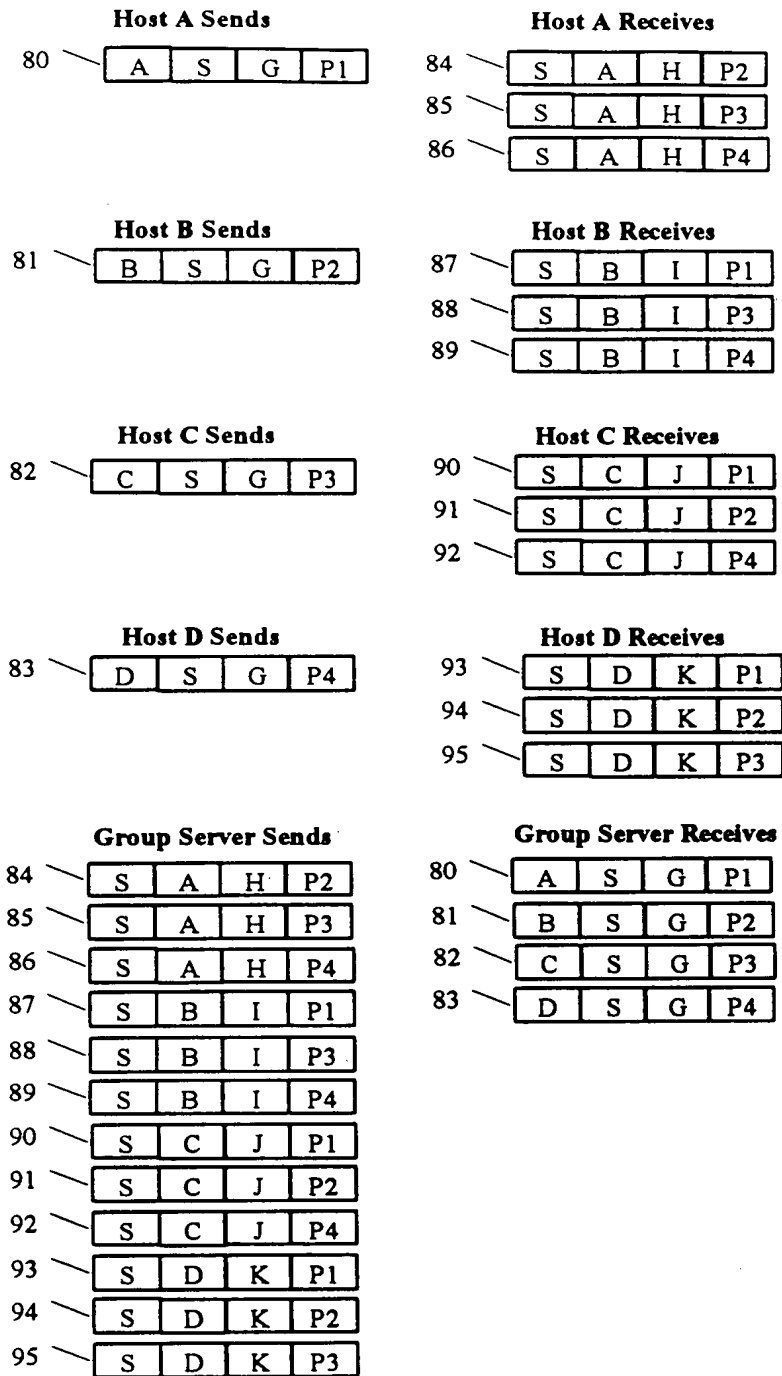 Host A Sends
80 A S G P1
Host A Receives
84 S A H P2
85 S A H P3
86 S A H P4
Host B Sends
81 B S G P2
Host B Receives
87 S B I P1
88 S B I P3
89 S B I P4
Host C Sends
82 C S G P3
Host C Receives
90 S C J P1
91 S C J P2
92 S C J P4
Host D Sends
83 D S G P4
Host D Receives
93 S D K P1
94 S D K P2
95 S D K P3
Group Server Sends
84 S A H P2
85 S A H P3
86 S A H P4
87 S B I P1
88 S B I P3
89 S B I P4
90 S C J P1
91 S C J P2
92 S C J P4
93 S D K P1
94 S D K P2
95 S D K P3
Group Server Receives
80 A S G P1
81 B S G P2
82 C S G P3
83 D S G P4